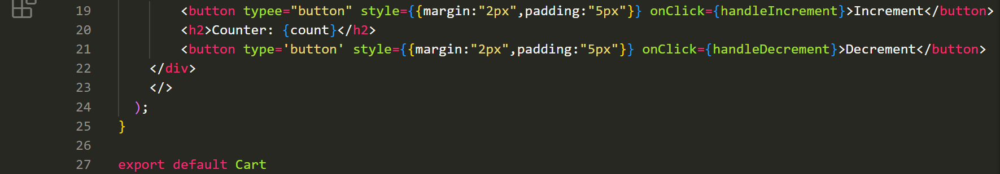 19 <button typee="button" style={{margin:"2px",padding:"5px"}} onClick={handleIncrement}>Increment</button>
20 <h2>Counter: {count}</h2>
21 <button type='button' style={{margin:"2px",padding:"5px"}} onClick={handleDecrement}>Decrement</button>
22 </div>
23 </>
24 );
25 }
26
27 export default Cart